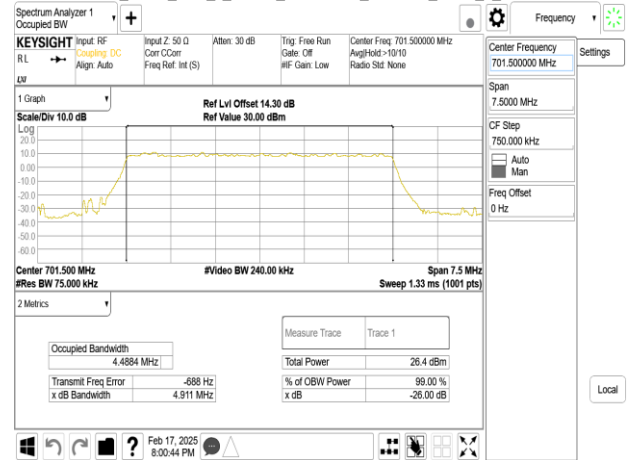 Spectrum Analyzer 1
Occupied BW
Frequency
KEYSIGHT
RL
LXI
Input: RF
Coupling: DC
Align: Auto
Input Z: 50 Ω
Corr CCorr
Freq Ref: Int (S)
Atten: 30 dB
Trig: Free Run
Gate: Off
#IF Gain: Low
Center Freq: 701.500000 MHz
Avg|Hold:>10/10
Radio Std: None
Center Frequency
701.500000 MHz
Settings
Span
7.5000 MHz
CF Step
750.000 kHz
Auto
Man
Freq Offset
0 Hz
Local
1 Graph
Scale/Div 10.0 dB
Ref Lvl Offset 14.30 dB
Ref Value 30.00 dBm
Log
20.0
10.0
0.00
-10.0
-20.0
-30.0
-40.0
-50.0
-60.0
Center 701.500 MHz
#Video BW 240.00 kHz
Span 7.5 MHz
#Res BW 75.000 kHz
Sweep 1.33 ms (1001 pts)
2 Metrics
Measure Trace Trace 1
Occupied Bandwidth
4.4884 MHz
Total Power 26.4 dBm
Transmit Freq Error -688 Hz
% of OBW Power 99.00 %
x dB Bandwidth 4.911 MHz
x dB -26.00 dB
?
Feb 17, 2025
8:00:44 PM